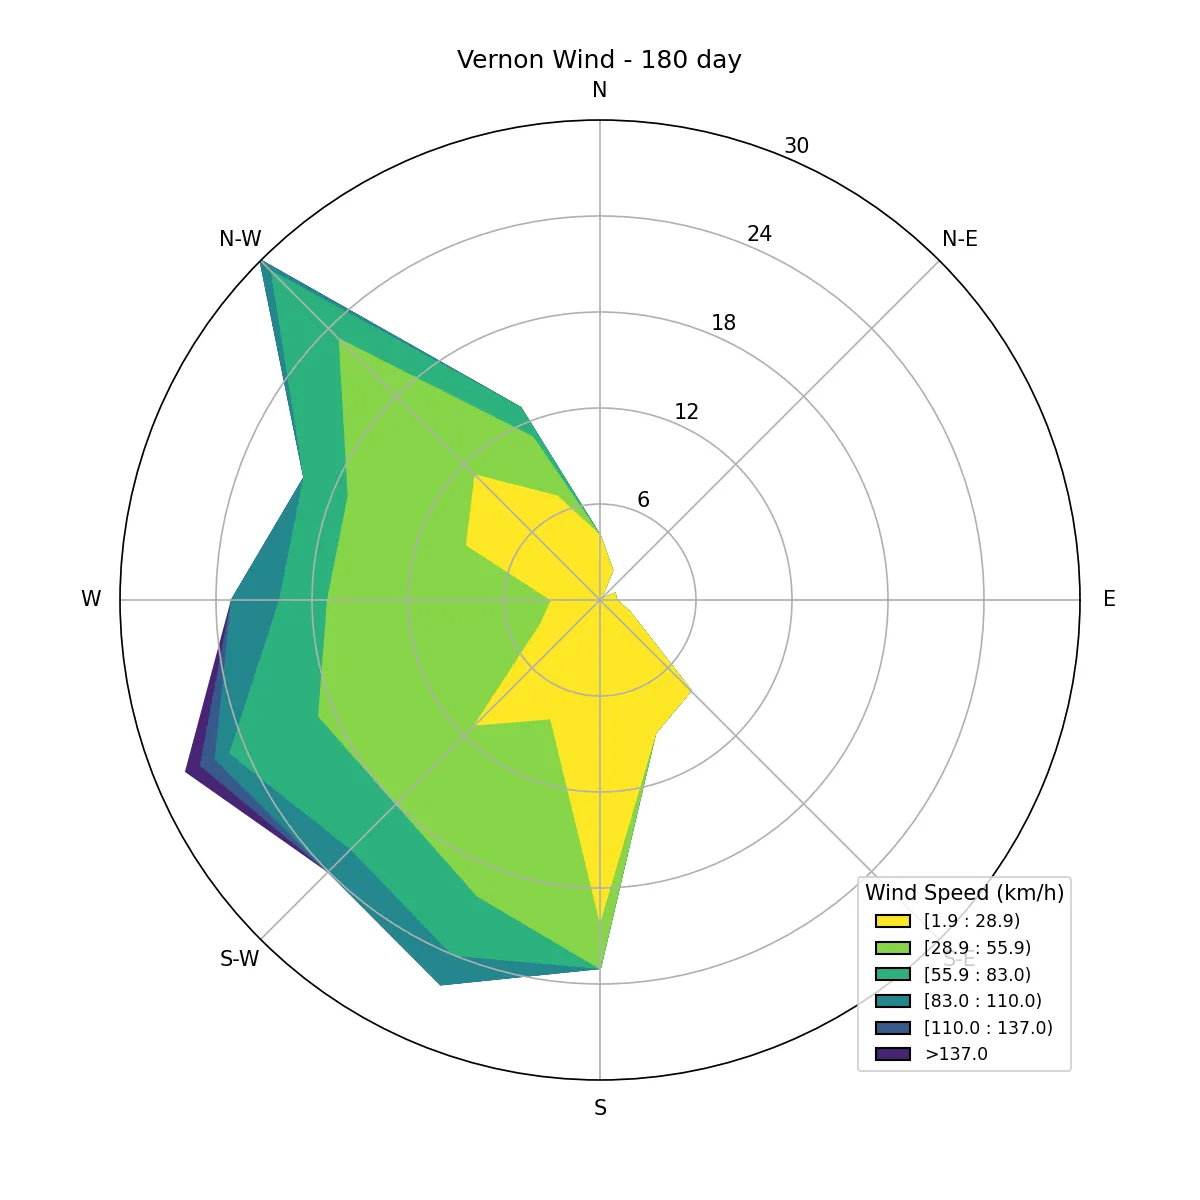 Vernon Wind - 180 day
N
30
N-W
N-E
24
18
12
6
W
E
Wind Speed (km/h)
[1.9 : 28.9)
[28.9 : 55.9)
S-W
S-E
[55.9 : 83.0)
[83.0 : 110.0)
[110.0 : 137.0)
>137.0
S